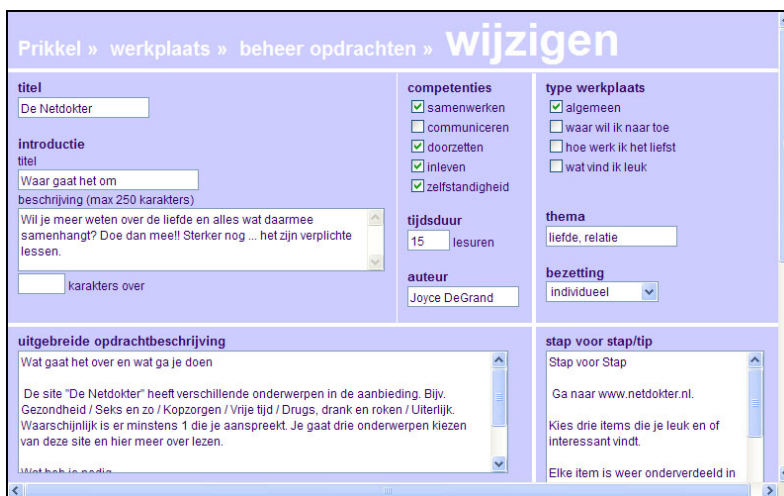 Prikkel » werkplaats » beheer opdrachten » wijzigen
titel
De Netdokter
introductie
titel
Waar gaat het om
beschrijving (max 250 karakters)
Wil je meer weten over de liefde en alles wat daarmee
samenhangt? Doe dan mee!! Sterker nog ... het zijn verplichte
lessen.
karakters over
competenties
samenwerken
communiceren
doorzetten
inleven
zelfstandigheid
tijdsduur
15 lesuren
auteur
Joyce DeGrand
type werkplaats
algemeen
waar wil ik naar toe
hoe werk ik het liefst
wat vind ik leuk
thema
liefde, relatie
bezetting
individueel
uitgebreide opdrachtbeschrijving
Wat gaat het over en wat ga je doen
De site "De Netdokter" heeft verschillende onderwerpen in de aanbieding. Bijv.
Gezondheid / Seks en zo / Kopzorgen / Vrije tijd / Drugs, drank en roken / Uiterlijk.
Waarschijnlijk is er minstens 1 die je aanspreekt. Je gaat drie onderwerpen kiezen
van deze site en hier meer over lezen.
Wat heb je nodig
stap voor stap/tip
Stap voor Stap
Ga naar www.netdokter.nl.
Kies drie items die je leuk en of
interessant vindt.
Elke item is weer onderverdeeld in